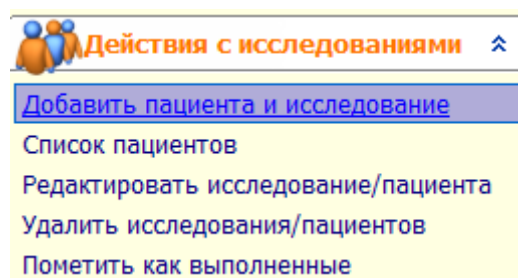 Действия с исследованиями
Добавить пациента и исследование
Список пациентов
Редактировать исследование/пациента
Удалить исследования/пациентов
Пометить как выполненные